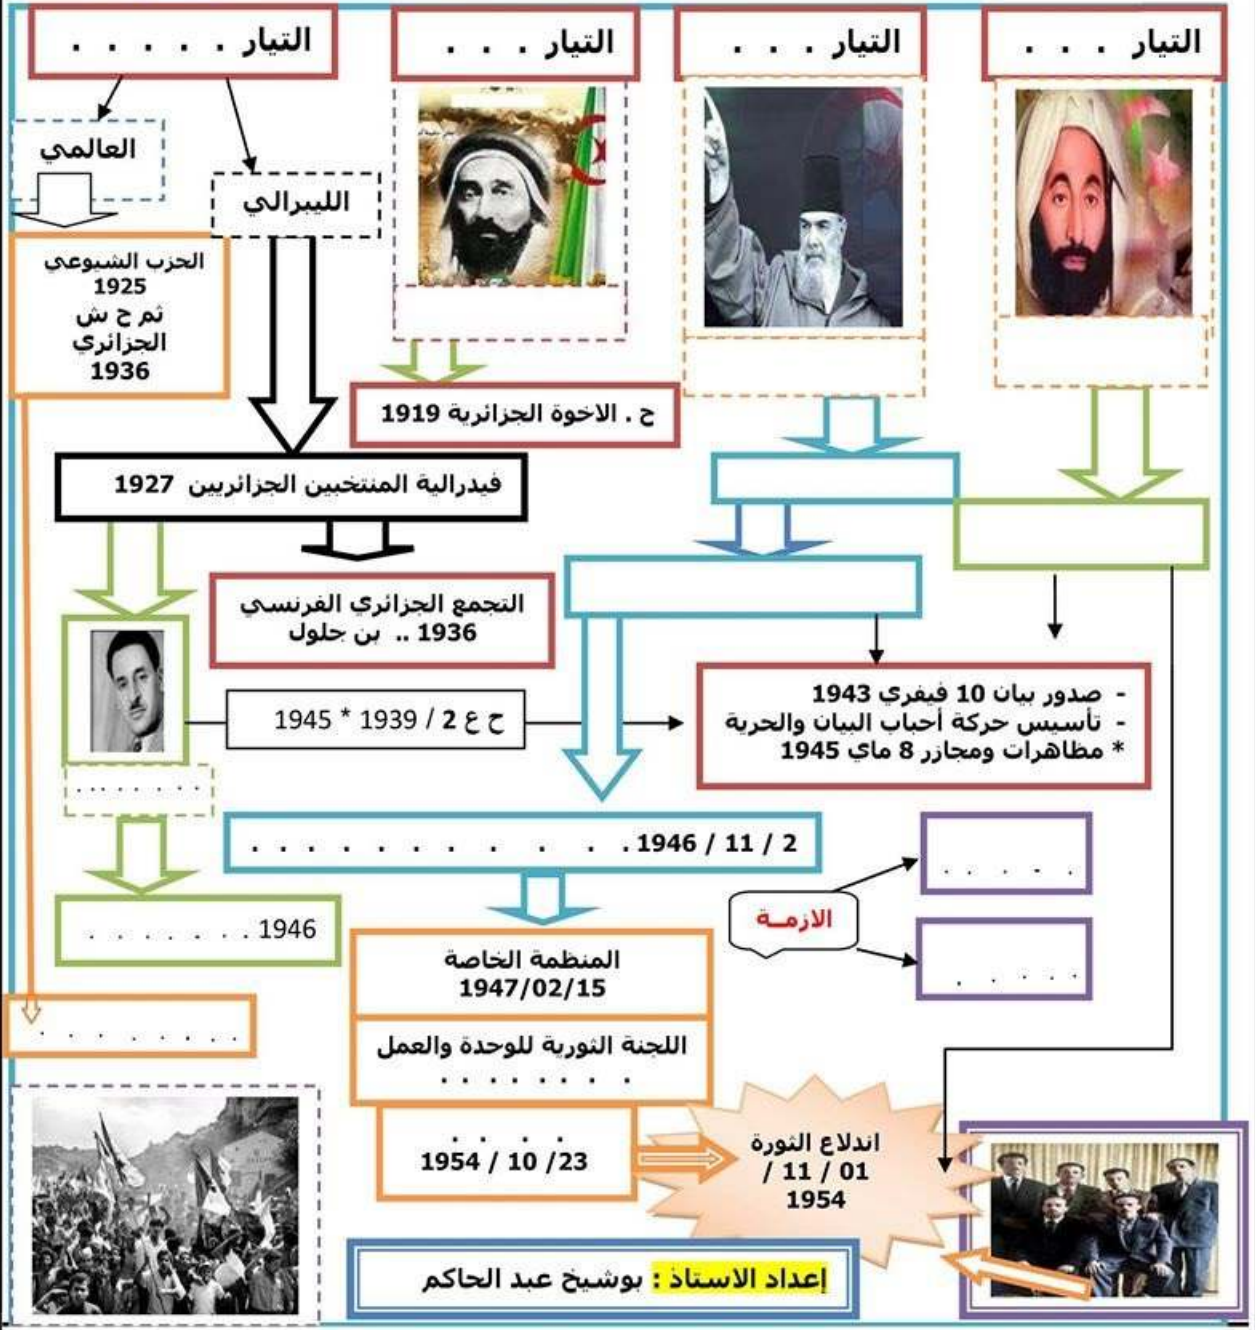 التيار . . .
التيار . . .
التيار . . .
التيار . . . . .
العالمي
الليبرالي
الحزب الشيوعي
1925
ثم ح ش
الجزائري
1936
ح . الاخوة الجزائرية 1919
فيدرالية المنتخبين الجزائريين 1927
التجمع الجزائري الفرنسي
1936 .. بن جلول
ح ع 2 / 1939 * 1945
- صدور بيان 10 فيفري 1943
- تأسيس حركة أحباب البيان والحرية
* مظاهرات ومجازر 8 ماي 1945
. . . . . . . .
2 / 11 / 1946 . . . . . . . . . . .
. - . . .
الازمــة
1946 . . . . . . .
. . . . .
المنظمة الخاصة
1947/02/15
. . . . . . . .
اللجنة الثورية للوحدة والعمل
. . . . . . . .
. . . .
23/ 10 / 1954
اندلاع الثورة
01 / 11 /
1954
إعداد الاستاذ : بوشيخ عبد الحاكم